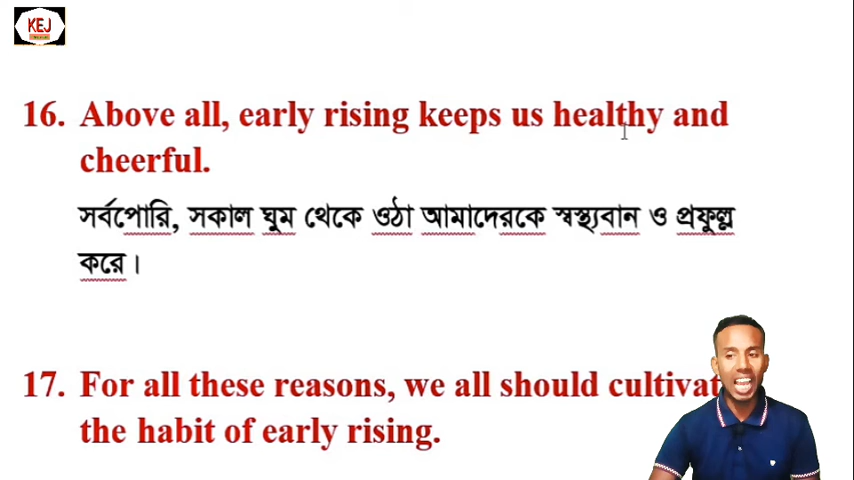 KEJ
16. Above all, early rising keeps us healthy and
cheerful.
সর্বপোরি, সকাল ঘুম থেকে ওঠা আমাদেরকে স্বস্থ্যবান ও প্রফুল্ল
করে।
17. For all these reasons, we all should cultivat
the habit of early rising.